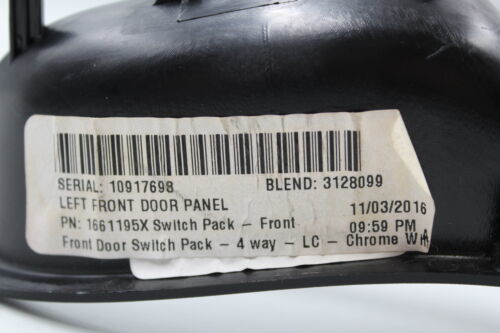 SERIAL: 10917698 BLEND: 3128099
LEFT FRONT DOOR PANEL 11/03/2016
PN: 1661195X Switch Pack - Front 09:59 PM
Front Door Switch Pack - 4 way - LC - Chrome